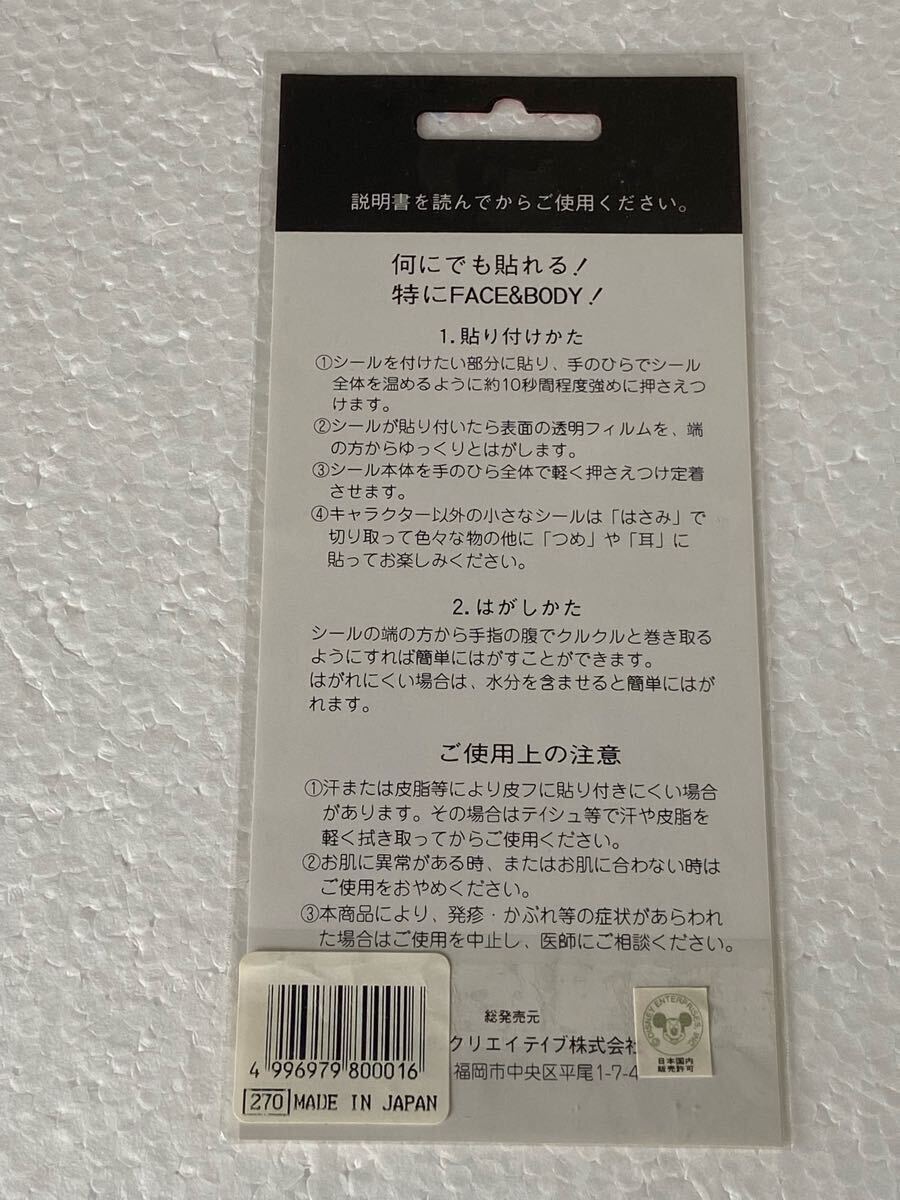 説明書を読んでからご使用ください。
何にでも貼れる!
特にFACE&BODY!
1.貼り付けかた
①シールを付けたい部分に貼り、手のひらでシール
全体を温めるように約10秒間程度強めに押さえつ
けます。
②シールが貼り付いたら表面の透明フィルムを、端
の方からゆっくりとはがします。
③シール本体を手のひら全体で軽く押さえつけ定着
させます。
④キャラクター以外の小さなシールは「はさみ」で
切り取って色々な物の他に「つめ」や「耳」に
貼ってお楽しみください。
2.はがしかた
シールの端の方から手指の腹でクルクルと巻き取る
ようにすれば簡単にはがすことができます。
はがれにくい場合は、水分を含ませると簡単にはが
れます。
ご使用上の注意
①汗または皮脂等により皮フに貼り付きにくい場合
があります。その場合はテイシュ等で汗や皮脂を
軽く拭き取ってからご使用ください。
②お肌に異常がある時、またはお肌に合わない時は
ご使用をおやめください。
③本商品により、発疹・かぶれ等の症状があらわれ
た場合はご使用を中止し、医師にご相談ください。
総発売元
クリエイテイブ株式会
福岡市中央区平尾1-7-4
4 996979 800016
270 MADE IN JAPAN
©DISNEY ENTERPRISES, INC.
日本国内
販売許可